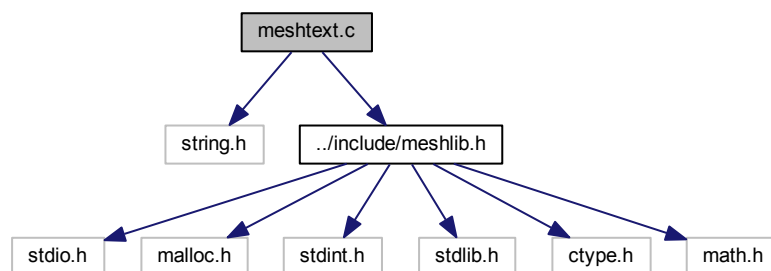 meshtext.c
string.h ../include/meshlib.h
stdio.h malloc.h stdint.h stdlib.h ctype.h math.h